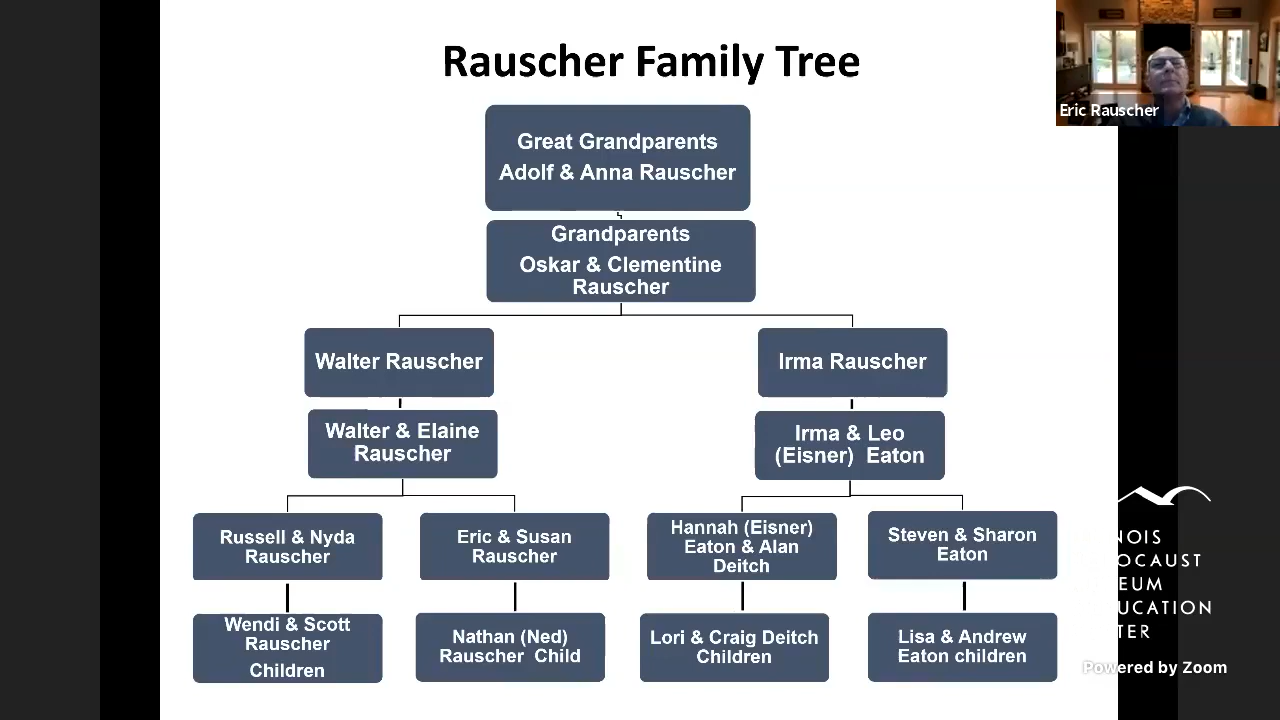 Rauscher Family Tree
Eric Rauscher
Great Grandparents
Adolf & Anna Rauscher
Grandparents
Oskar & Clementine
Rauscher
Walter Rauscher
Irma Rauscher
Walter & Elaine
Rauscher
Irma & Leo
(Eisner) Eaton
Russell & Nyda
Rauscher
Eric & Susan
Rauscher
Hannah (Eisner)
Eaton & Alan
Deitch
Steven & Sharon
Eaton
Wendi & Scott
Rauscher
Children
Nathan (Ned)
Rauscher Child
Lori & Craig Deitch
Children
Lisa & Andrew
Eaton children
NOIS
OCAUST
EUM
UCATION
TER
Powered by Zoom